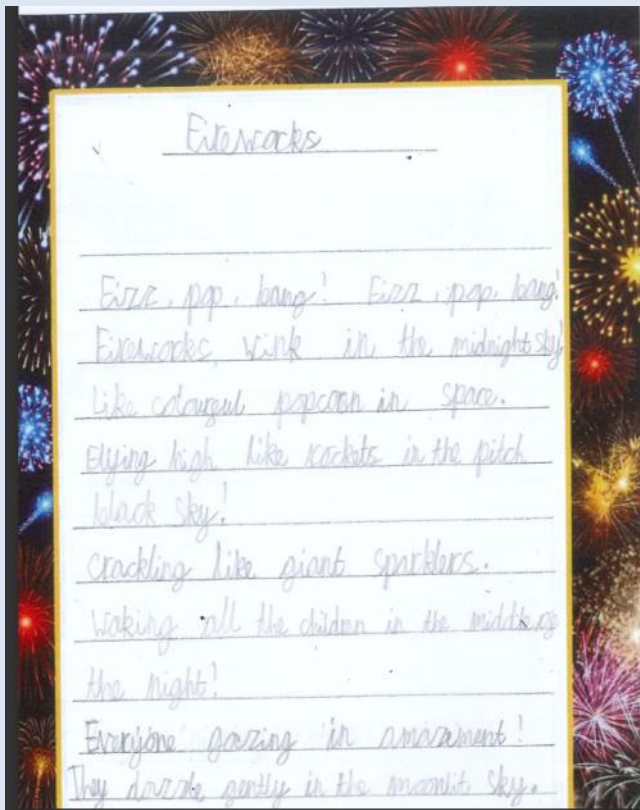 Fireworks
Fizz, pop, bang! Fizz, pop, bang!
Fireworks wink in the midnight sky
Like colourful popcorn in space.
Flying high like rockets in the pitch
black sky!
Crackling like giant sparklers.
Waking all the children in the middle of
the night!
Everyone gazing in amazement!
They dazzle gently in the moonlit sky.